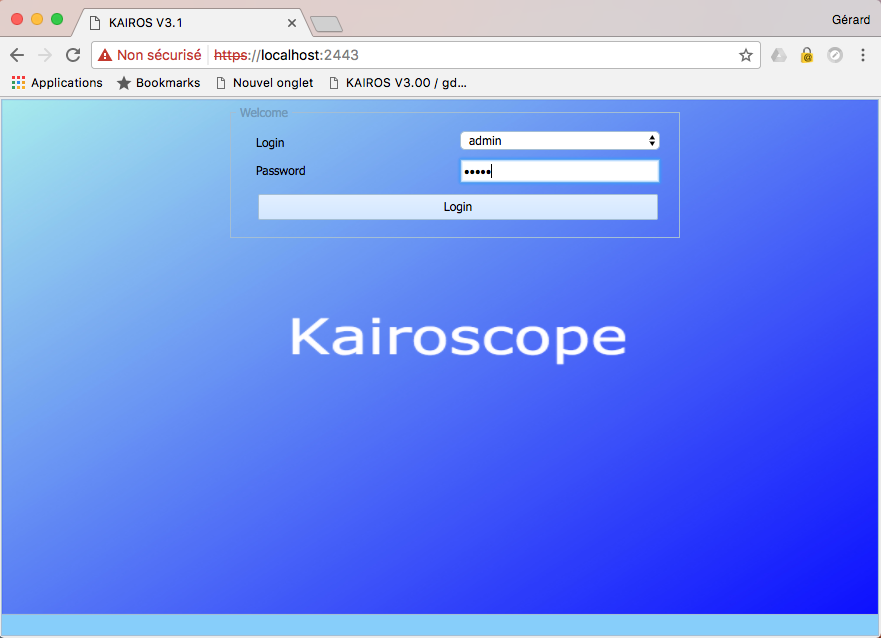 KAIROS V3.1
Gérard
Non sécurisé https://localhost:2443
Applications Bookmarks Nouvel onglet KAIROS V3.00 / gd...
Welcome
Login admin
Password •••••
Login
Kairoscope